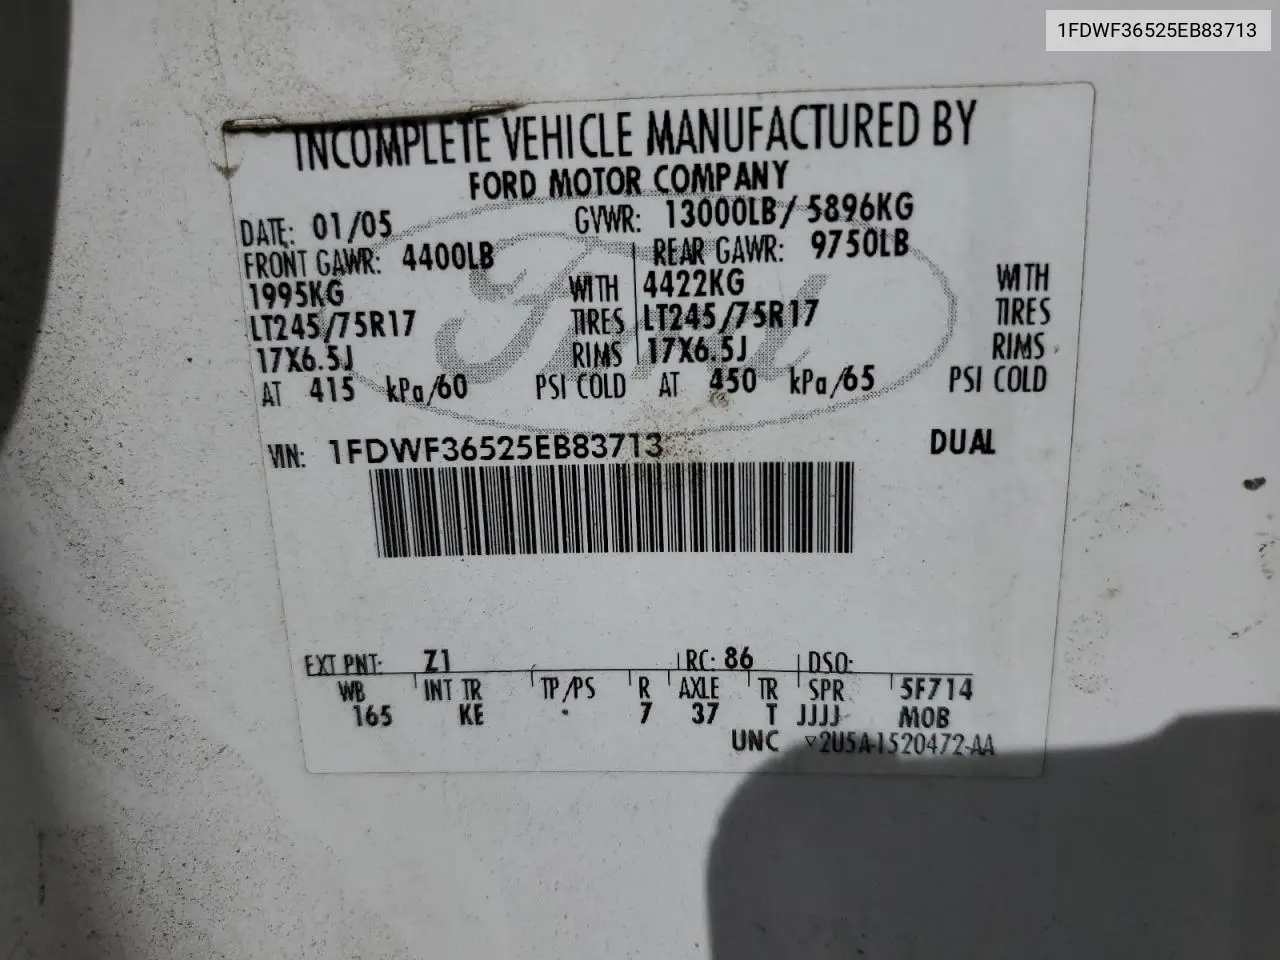 1FDWF36525EB83713
INCOMPLETE VEHICLE MANUFACTURED BY
FORD MOTOR COMPANY
DATE: 01/05 GVWR: 13000LB/ 5896KG
FRONT GAWR: 4400LB REAR GAWR: 9750LB
1995KG WITH 4422KG WITH
LT245/75R17 TIRES LT245/75R17 TIRES
17X6.5J RIMS 17X6.5J RIMS
AT 415 kPa/60 PSI COLD AT 450 kPa/65 PSI COLD
VIN: 1FDWF36525EB83713 DUAL
EXT PNT: Z1 RC: 86 DSO:
WB INT TR TP/PS R AXLE TR SPR 5F714
165 KE 7 37 T JJJJ MOB
UNC ▽2U5A-1520472-AA